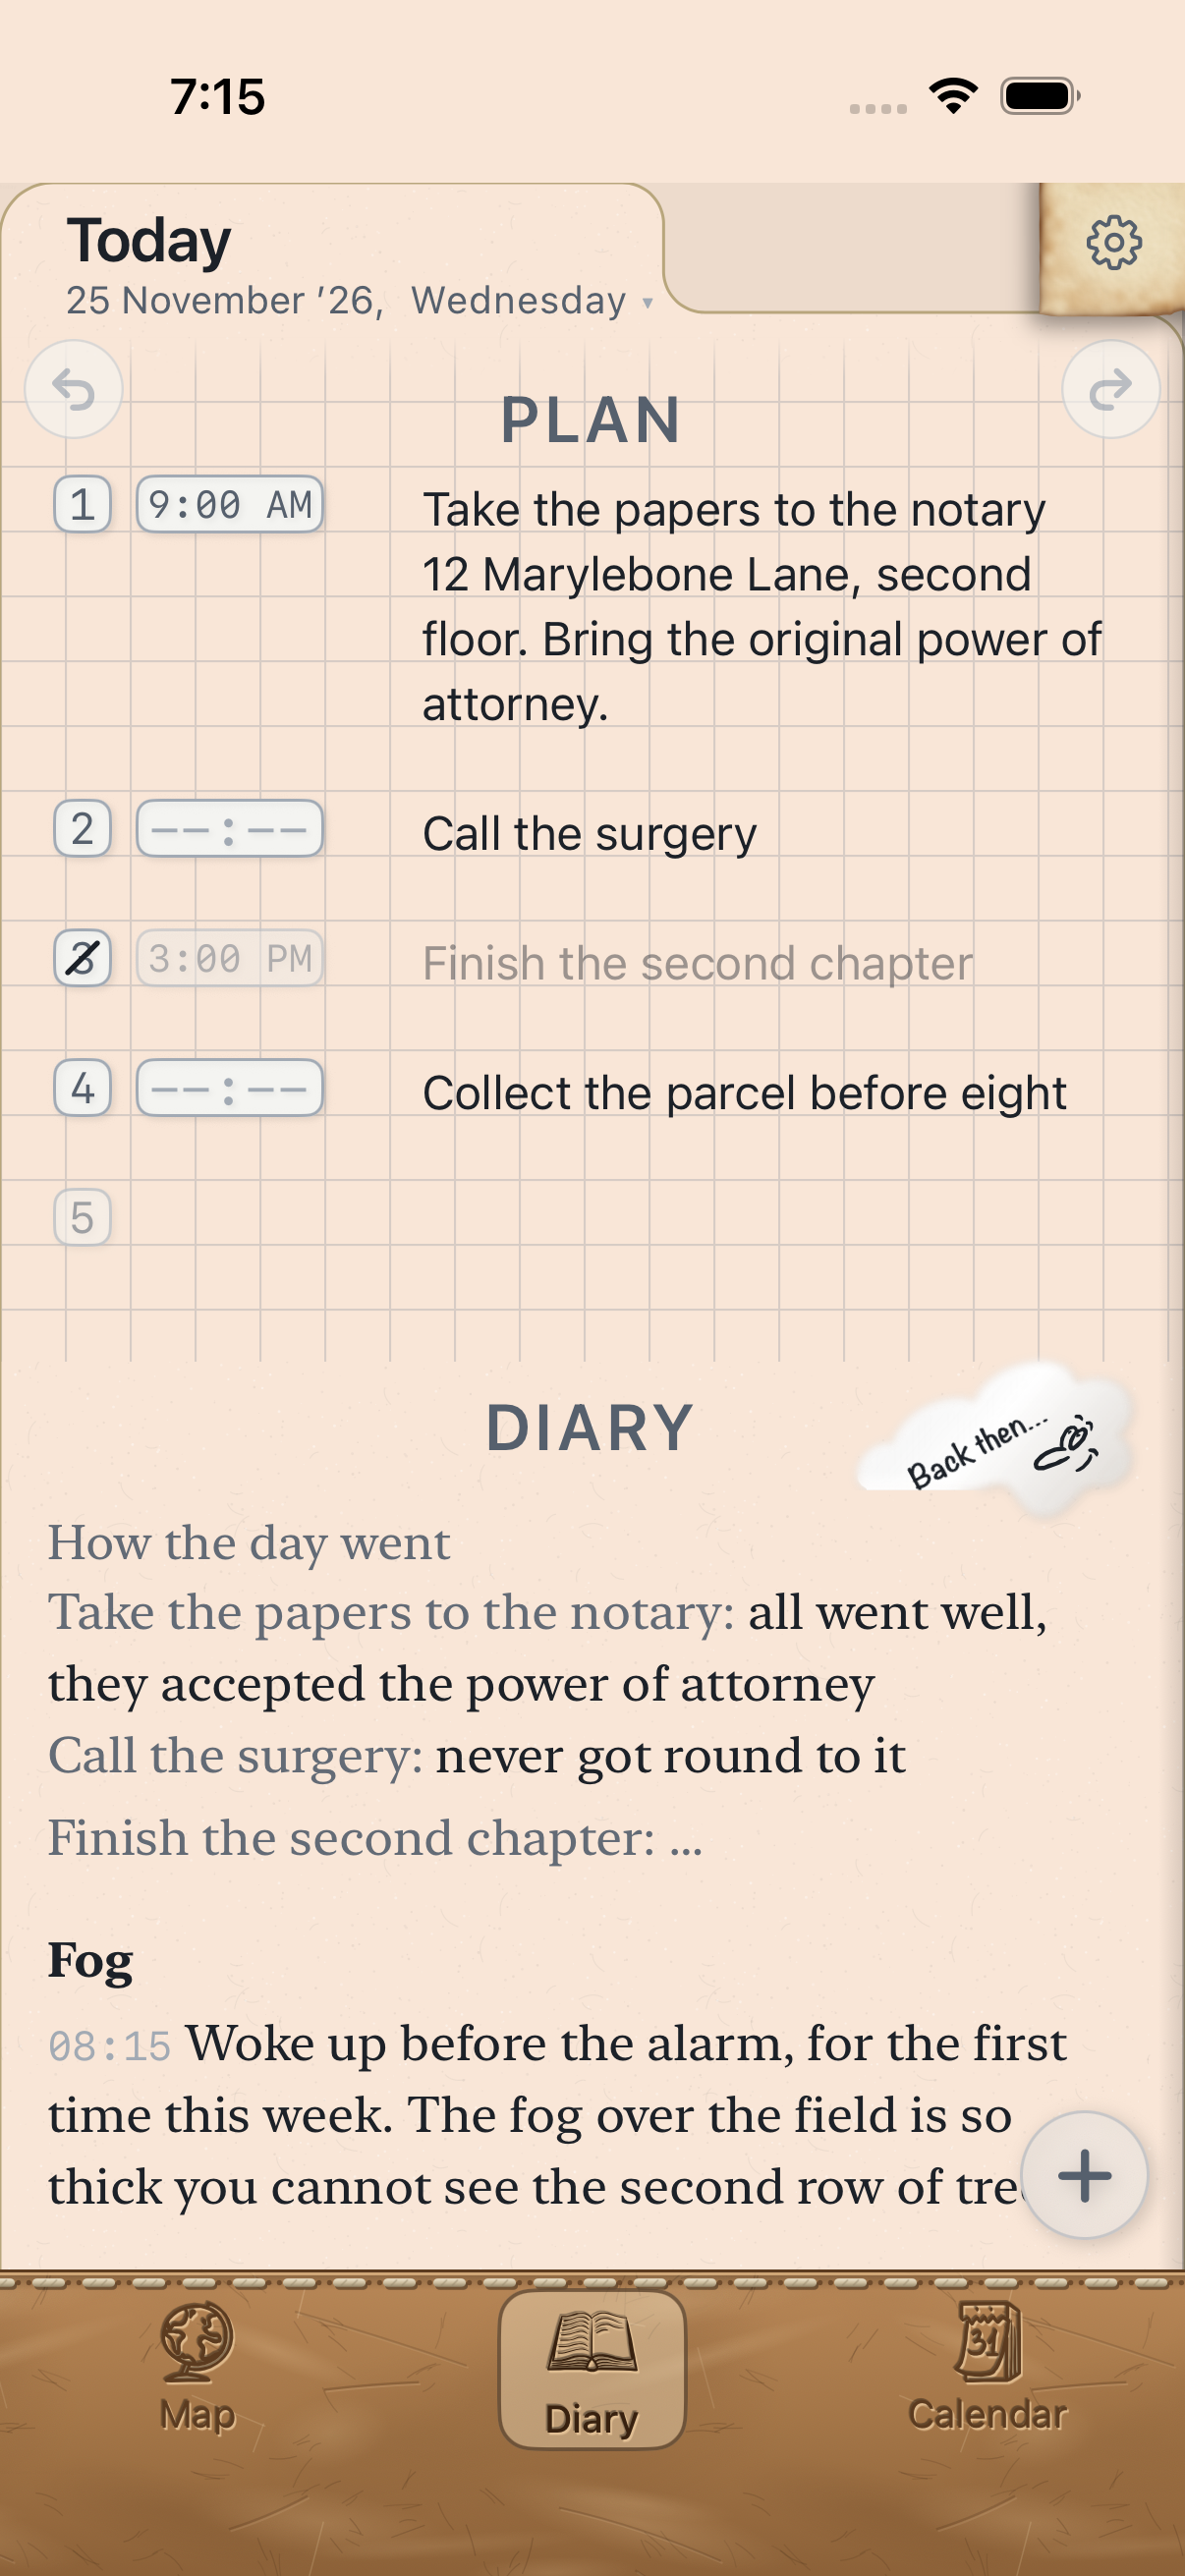 7:15
Today
25 November ’26, Wednesday
PLAN
1 9:00 AM Take the papers to the notary
12 Marylebone Lane, second
floor. Bring the original power of
attorney.
2 --:-- Call the surgery
3 3:00 PM Finish the second chapter
4 --:-- Collect the parcel before eight
5
DIARY
Back then...
How the day went
Take the papers to the notary: all went well,
they accepted the power of attorney
Call the surgery: never got round to it
Finish the second chapter: ...
Fog
08:15 Woke up before the alarm, for the first
time this week. The fog over the field is so
thick you cannot see the second row of
31
Map
Diary
Calendar